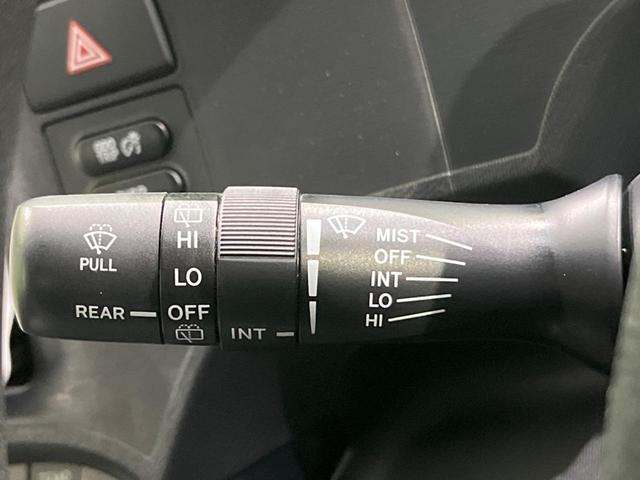 PULL
REAR
HI
LO
OFF
INT
MIST
OFF
INT
LO
HI